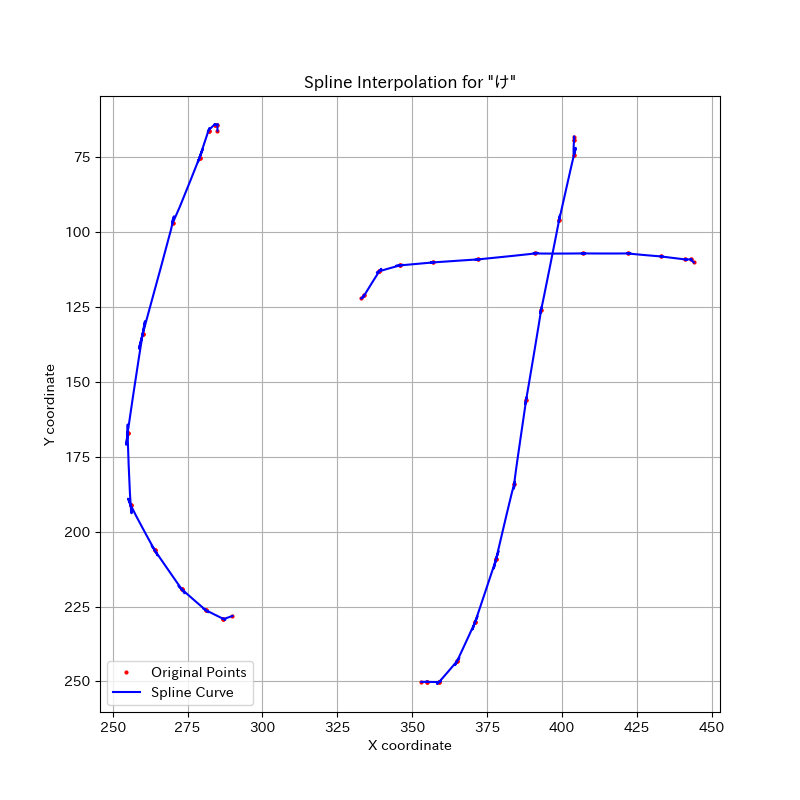 Spline Interpolation for "け"
75
100
125
150
175
200
225
250
Y coordinate
Original Points
Spline Curve
250 275 300 325 350 375 400 425 450
X coordinate